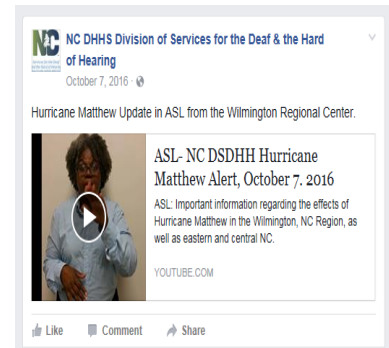 NC
NC DHHS Division of Services for the Deaf & the Hard
of Hearing
October 7, 2016 ·
Hurricane Matthew Update in ASL from the Wilmington Regional Center.
ASL- NC DSDHH Hurricane
Matthew Alert, October 7. 2016
ASL: Important information regarding the effects of
Hurricane Matthew in the Wilmington, NC Region, as
well as eastern and central NC.
YOUTUBE.COM
Like Comment Share